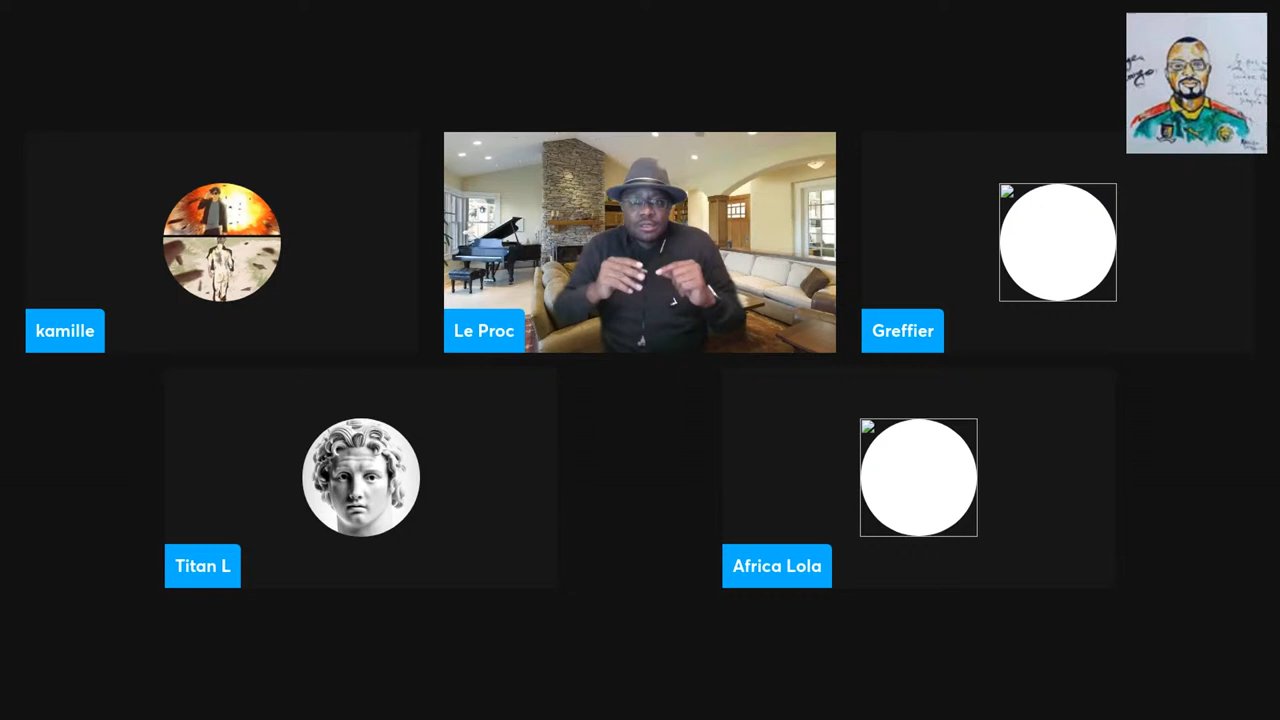 kamille
Le Proc
Greffier
Titan L
Africa Lola